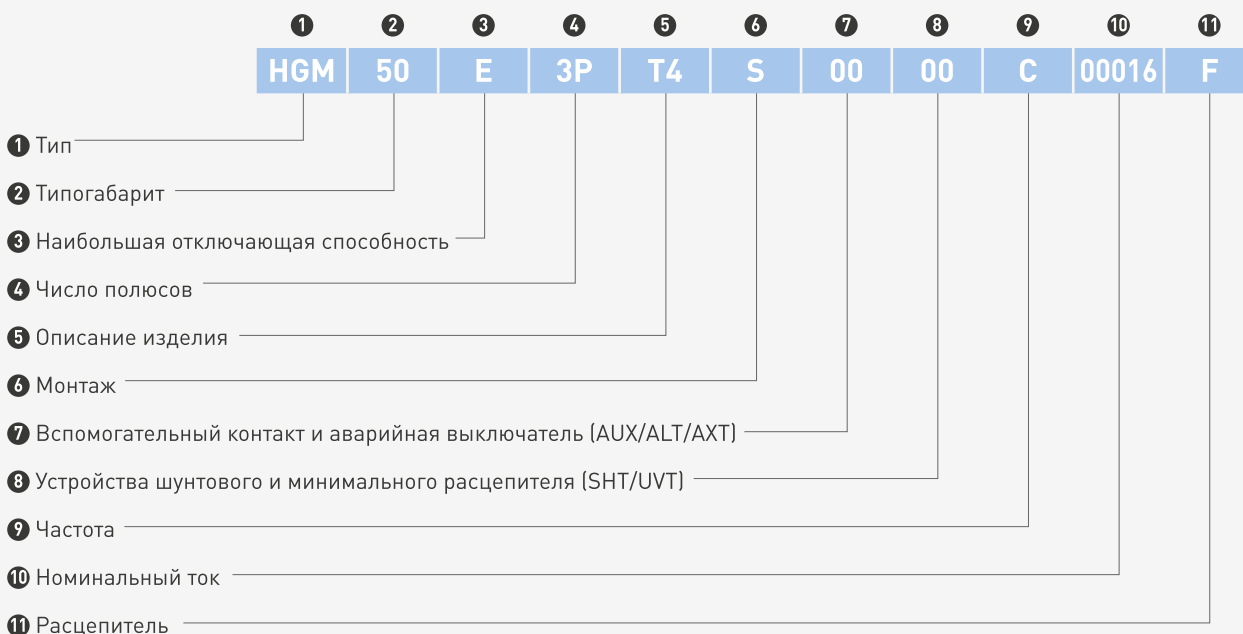 1 2 3 4 5 6 7 8 9 10 11
HGM 50 E 3P T4 S 00 00 C 00016 F
1 Тип
2 Типогабарит
3 Наибольшая отключающая способность
4 Число полюсов
5 Описание изделия
6 Монтаж
7 Вспомогательный контакт и аварийная выключатель (AUX/ALT/AXT)
8 Устройства шунтового и минимального расцепителя (SHT/UVT)
9 Частота
10 Номинальный ток
11 Расцепитель